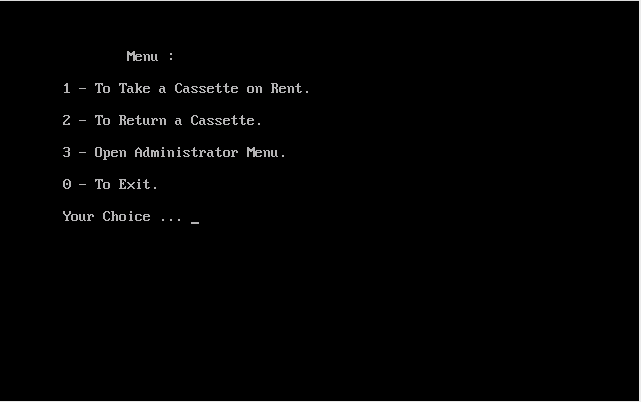 Menu :
1 - To Take a Cassette on Rent.
2 - To Return a Cassette.
3 - Open Administrator Menu.
0 - To Exit.
Your Choice ... _